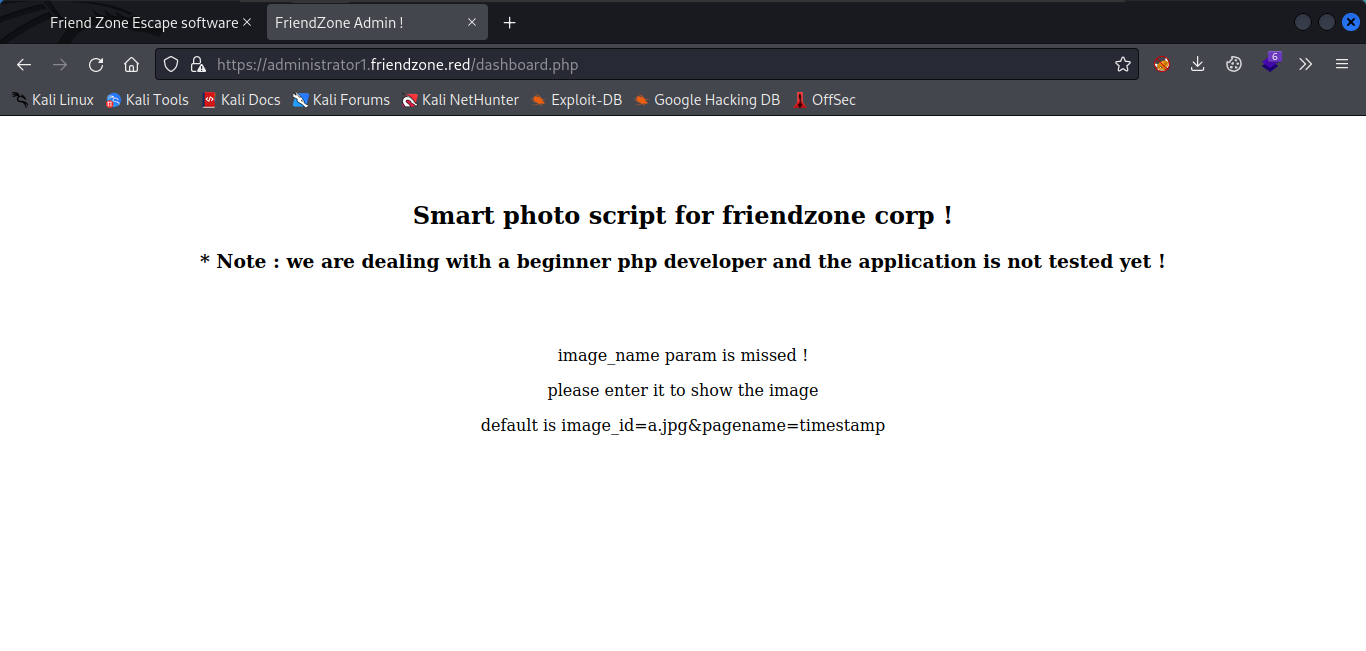 Friend Zone Escape software
FriendZone Admin !
https://administrator1.friendzone.red/dashboard.php
6
Kali Linux Kali Tools Kali Docs Kali Forums Kali NetHunter Exploit-DB Google Hacking DB OffSec
Smart photo script for friendzone corp !
* Note : we are dealing with a beginner php developer and the application is not tested yet !
image_name param is missed !
please enter it to show the image
default is image_id=a.jpg&pagename=timestamp